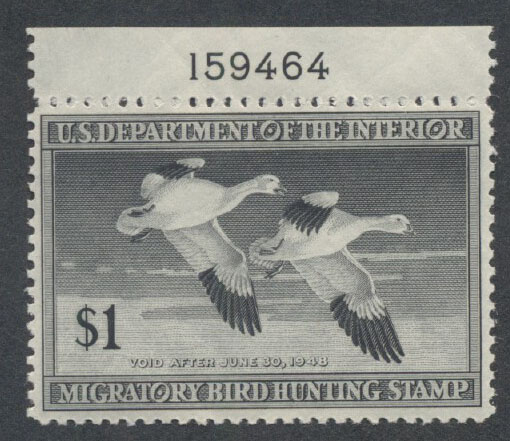 159464
U.S. DEPARTMENT OF THE INTERIOR
$1
VOID AFTER JUNE 30, 1948
MIGRATORY BIRD HUNTING STAMP